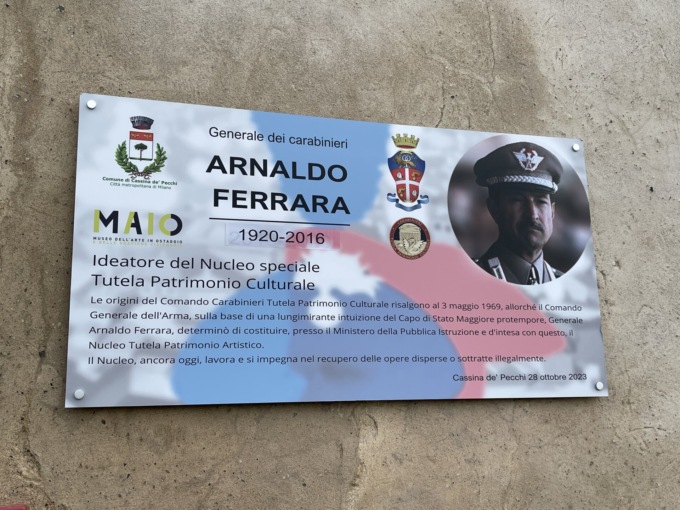 Generale dei carabinieri
ARNALDO
FERRARA
1920-2016
Comune di Cassina de' Pecchi
Città metropolitana di Milano
MAIO
MUSEO DELL'ARTE IN OSTAGGIO
Ideatore del Nucleo speciale
Tutela Patrimonio Culturale
Le origini del Comando Carabinieri Tutela Patrimonio Culturale risalgono al 3 maggio 1969, allorché il Comando
Generale dell'Arma, sulla base di una lungimirante intuizione del Capo di Stato Maggiore protempore, Generale
Arnaldo Ferrara, determinò di costituire, presso il Ministero della Pubblica Istruzione e d'intesa con questo, il
Nucleo Tutela Patrimonio Artistico.
Il Nucleo, ancora oggi, lavora e si impegna nel recupero delle opere disperse o sottratte illegalmente.
Cassina de' Pecchi 28 ottobre 2023